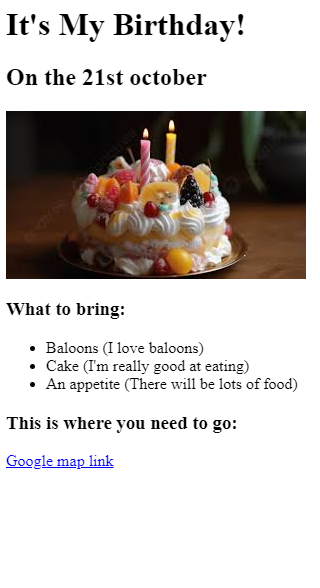 It's My Birthday!
On the 21st october
What to bring:
Baloons (I love baloons)
Cake (I'm really good at eating)
An appetite (There will be lots of food)
This is where you need to go:
Google map link